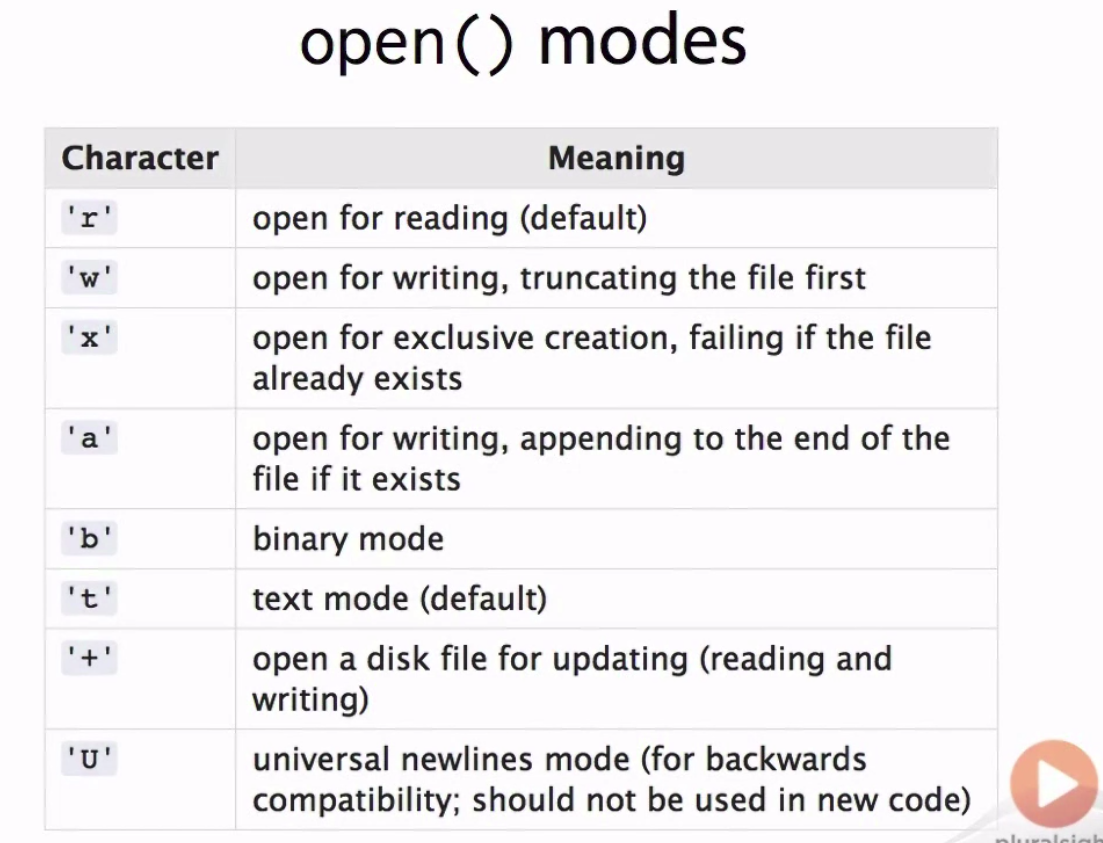 open() modes
Character Meaning
'r' open for reading (default)
'w' open for writing, truncating the file first
'x' open for exclusive creation, failing if the file
already exists
'a' open for writing, appending to the end of the
file if it exists
'b' binary mode
't' text mode (default)
'+' open a disk file for updating (reading and
writing)
'U' universal newlines mode (for backwards
compatibility; should not be used in new code)